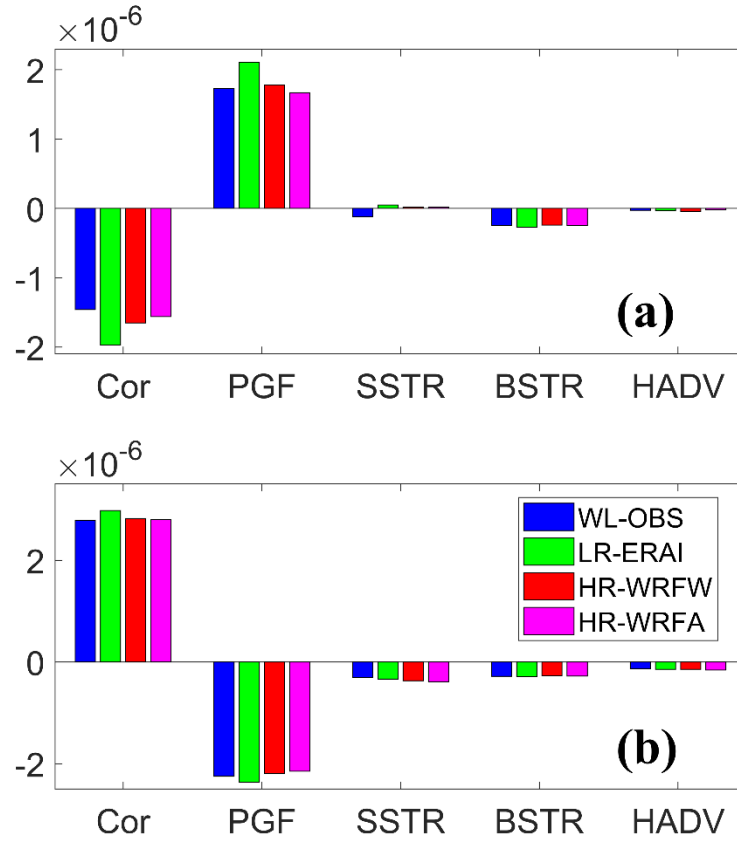 × 10⁻⁶
2
1
0
-1
-2
(a)
Cor PGF SSTR BSTR HADV
× 10⁻⁶
2
0
-2
WL-OBS
LR-ERAI
HR-WRFW
HR-WRFA
(b)
Cor PGF SSTR BSTR HADV